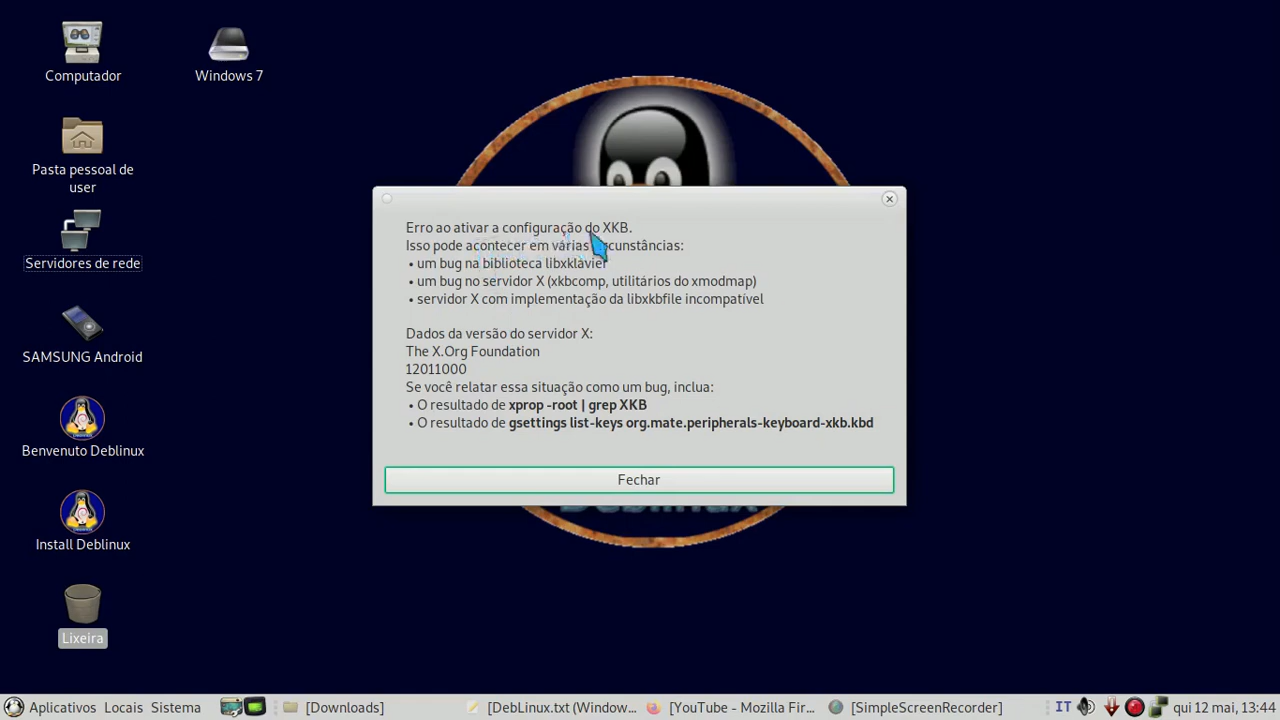 Computador
Windows 7
Pasta pessoal de
user
Servidores de rede
SAMSUNG Android
Benvenuto Deblinux
Install Deblinux
Lixeira
Erro ao ativar a configuração do XKB.
Isso pode acontecer em várias circunstâncias:
• um bug na biblioteca libxklavier
• um bug no servidor X (xkbcomp, utilitários do xmodmap)
• servidor X com implementação da libxkbfile incompatível
Dados da versão do servidor X:
The X.Org Foundation
12011000
Se você relatar essa situação como um bug, inclua:
• O resultado de xprop -root | grep XKB
• O resultado de gsettings list-keys org.mate.peripherals-keyboard-xkb.kbd
Fechar
Deblinux
Aplicativos Locais Sistema [Downloads] [DebLinux.txt (Window... [YouTube - Mozilla Fir... [SimpleScreenRecorder] IT qui 12 mai, 13:44